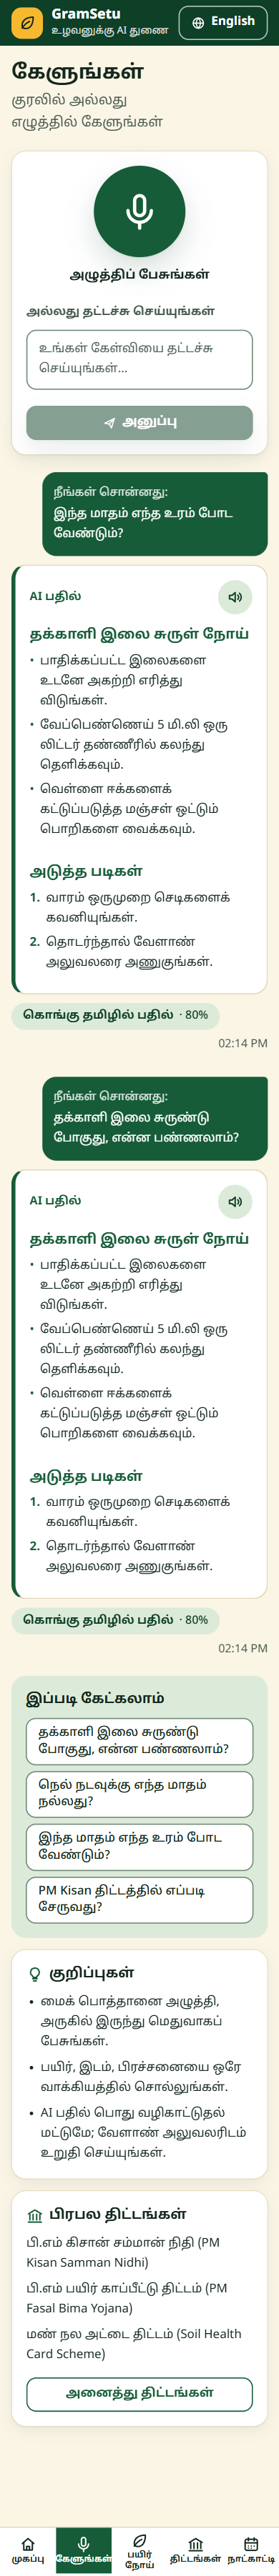 GramSetu
உழவனுக்கு AI துணை
English
கேளுங்கள்
குரலில் அல்லது
எழுத்தில் கேளுங்கள்
அழுத்திப் பேசுங்கள்
அல்லது தட்டச்சு செய்யுங்கள்
உங்கள் கேள்வியை தட்டச்சு
செய்யுங்கள்...
அனுப்பு
நீங்கள் சொன்னது:
இந்த மாதம் எந்த உரம் போட
வேண்டும்?
AI பதில்
தக்காளி இலை சுருள் நோய்
• பாதிக்கப்பட்ட இலைகளை
உடனே அகற்றி எரித்து
விடுங்கள்.
• வேப்பெண்ணெய் 5 மி.லி ஒரு
லிட்டர் தண்ணீரில் கலந்து
தெளிக்கவும்.
• வெள்ளை ஈக்களைக்
கட்டுப்படுத்த மஞ்சள் ஒட்டும்
பொறிகளை வைக்கவும்.
அடுத்த படிகள்
1. வாரம் ஒருமுறை செடிகளைக்
கவனியுங்கள்.
2. தொடர்ந்தால் வேளாண்
அலுவலரை அணுகுங்கள்.
கொங்கு தமிழில் பதில் · 80%
02:14 PM
நீங்கள் சொன்னது:
தக்காளி இலை சுருண்டு
போகுது, என்ன பண்ணலாம்?
AI பதில்
தக்காளி இலை சுருள் நோய்
• பாதிக்கப்பட்ட இலைகளை
உடனே அகற்றி எரித்து
விடுங்கள்.
• வேப்பெண்ணெய் 5 மி.லி ஒரு
லிட்டர் தண்ணீரில் கலந்து
தெளிக்கவும்.
• வெள்ளை ஈக்களைக்
கட்டுப்படுத்த மஞ்சள் ஒட்டும்
பொறிகளை வைக்கவும்.
அடுத்த படிகள்
1. வாரம் ஒருமுறை செடிகளைக்
கவனியுங்கள்.
2. தொடர்ந்தால் வேளாண்
அலுவலரை அணுகுங்கள்.
கொங்கு தமிழில் பதில் · 80%
02:14 PM
இப்படி கேட்கலாம்
தக்காளி இலை சுருண்டு
போகுது, என்ன பண்ணலாம்?
நெல் நடவுக்கு எந்த மாதம்
நல்லது?
இந்த மாதம் எந்த உரம் போட
வேண்டும்?
PM Kisan திட்டத்தில் எப்படி
சேருவது?
குறிப்புகள்
• மைக் பொத்தானை அழுத்தி,
அருகில் இருந்து மெதுவாகப்
பேசுங்கள்.
• பயிர், இடம், பிரச்சனையை ஒரே
வாக்கியத்தில் சொல்லுங்கள்.
• AI பதில் பொது வழிகாட்டுதல்
மட்டுமே; வேளாண் அலுவலரிடம்
உறுதி செய்யுங்கள்.
பிரபல திட்டங்கள்
பி.எம் கிசான் சம்மான் நிதி (PM
Kisan Samman Nidhi)
பி.எம் பயிர் காப்பீட்டு திட்டம் (PM
Fasal Bima Yojana)
மண் நல அட்டை திட்டம் (Soil Health
Card Scheme)
அனைத்து திட்டங்கள்
முகப்பு
கேளுங்கள்
பயிர்
நோய்
திட்டங்கள்
நாட்காட்டி